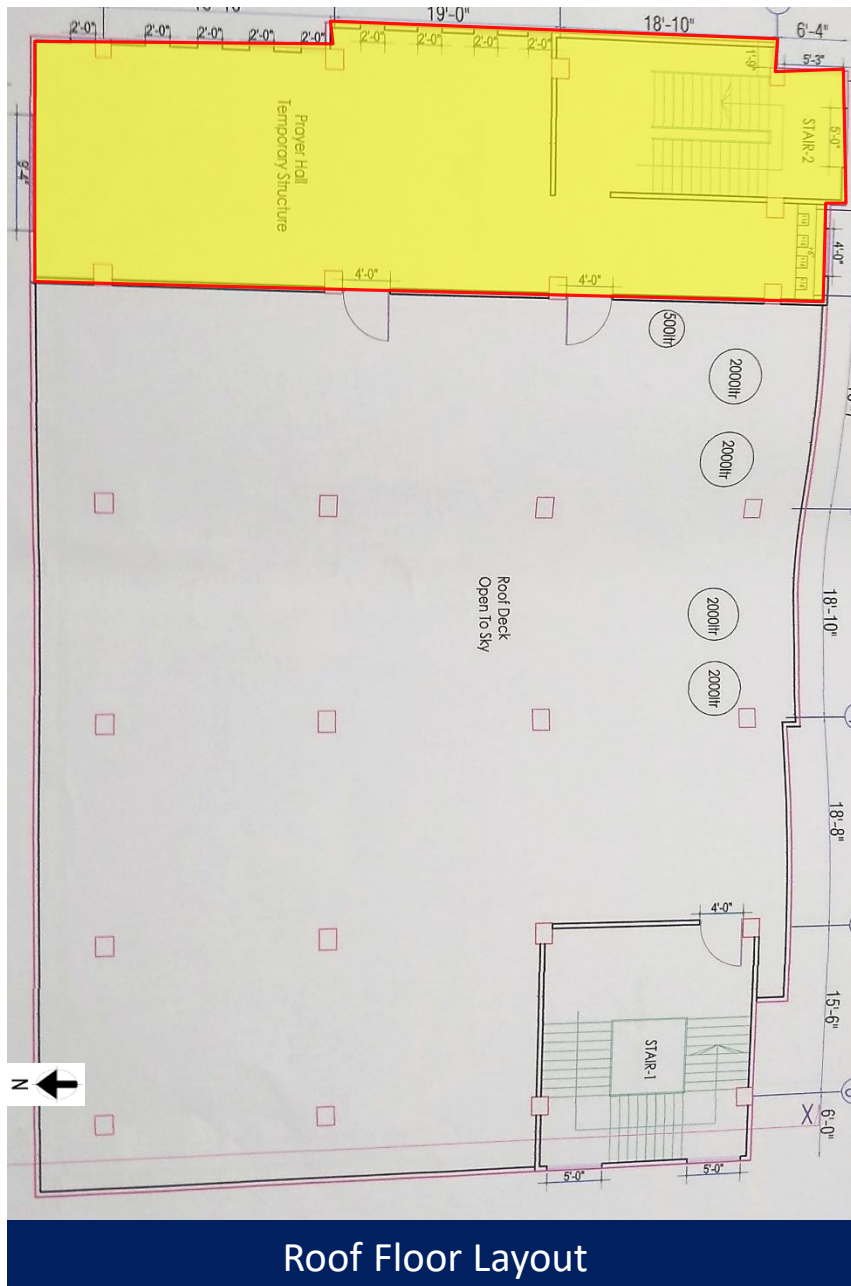 19'-0"
18'-10"
6'-4"
2'-0"
2'-0"
2'-0"
2'-0"
2'-0"
2'-0"
2'-0"
2'-0"
2'-0"
1'-9"
5'-3"
5'-0"
STAIR-2
Prayer Hall
Temporary Structure
9'4"
4'-0"
4'-0"
4'-0"
500ltr
2000ltr
2000ltr
Roof Deck
Open To Sky
2000ltr
2000ltr
18'-10"
18'-8"
4'-0"
15'-6"
STAIR-1
N
X
6'-0"
5'-0"
5'-0"
Roof Floor Layout